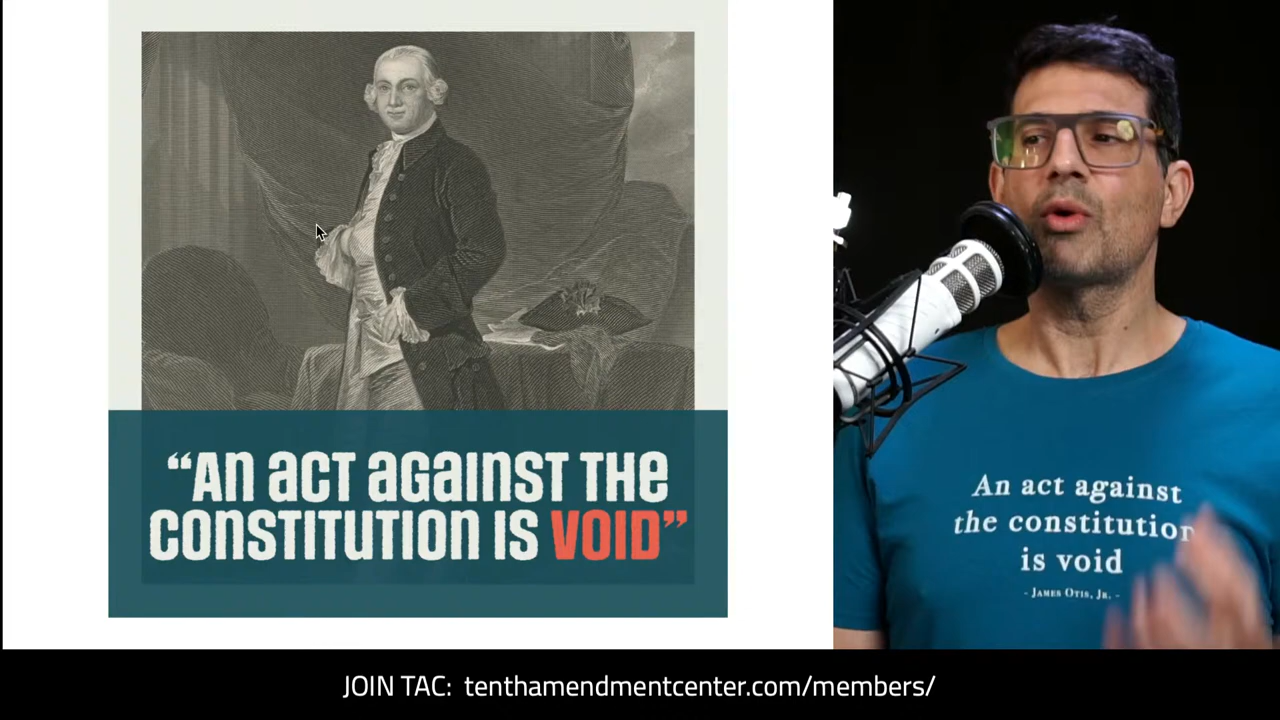 “An act against the
constitution is void”
An act against
the constitution
is void
- James Otis, Jr. -
JOIN TAC: tenthamendmentcenter.com/members/